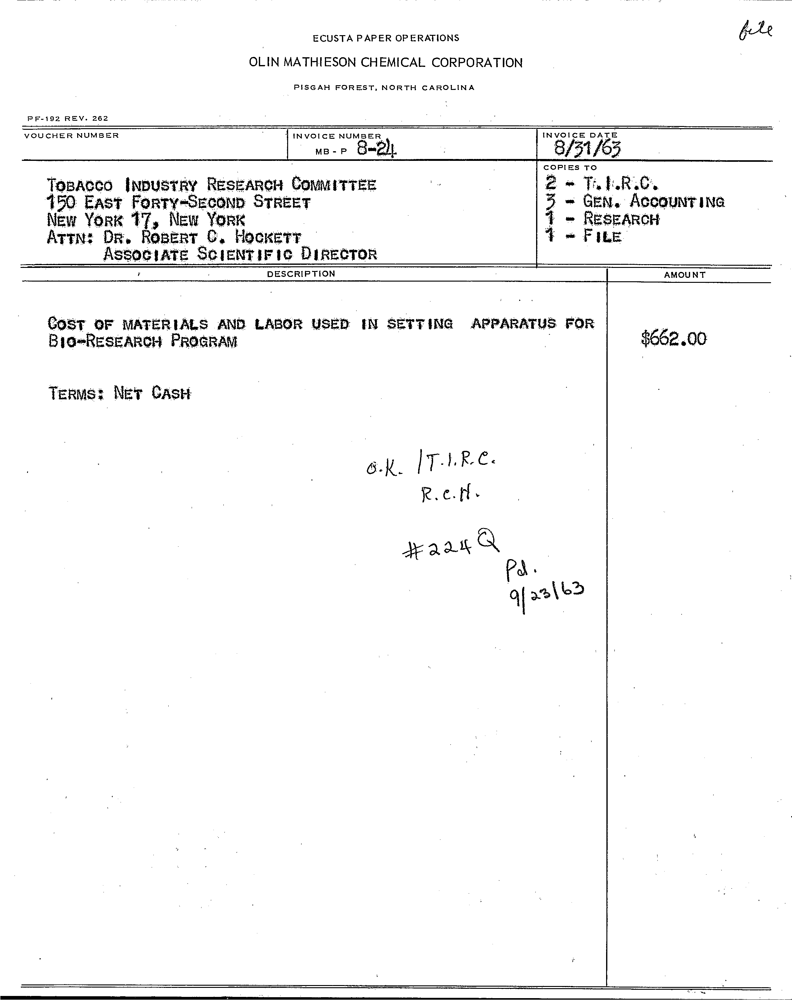 file
ECUSTA PAPER OPERATIONS
OLIN MATHIESON CHEMICAL CORPORATION
PISGAH FOREST, NORTH CAROLINA
PF-192 REV. 262
VOUCHER NUMBER
INVOICE NUMBER
MB - P 8-24
INVOICE DATE
8/31/63
TOBACCO INDUSTRY RESEARCH COMMITTEE
150 EAST FORTY-SECOND STREET
NEW YORK 17, NEW YORK
ATTN: DR. ROBERT C. HOCKETT
ASSOCIATE SCIENTIFIC DIRECTOR
COPIES TO
2 - T.I.R.C.
3 - GEN. ACCOUNTING
1 - RESEARCH
1 - FILE
DESCRIPTION
AMOUNT
COST OF MATERIALS AND LABOR USED IN SETTING APPARATUS FOR
BIO-RESEARCH PROGRAM
$662.00
TERMS: NET CASH
O.K. /T.I.R.C.
R.C.H.
#224 Q
Pd.
9/23/63